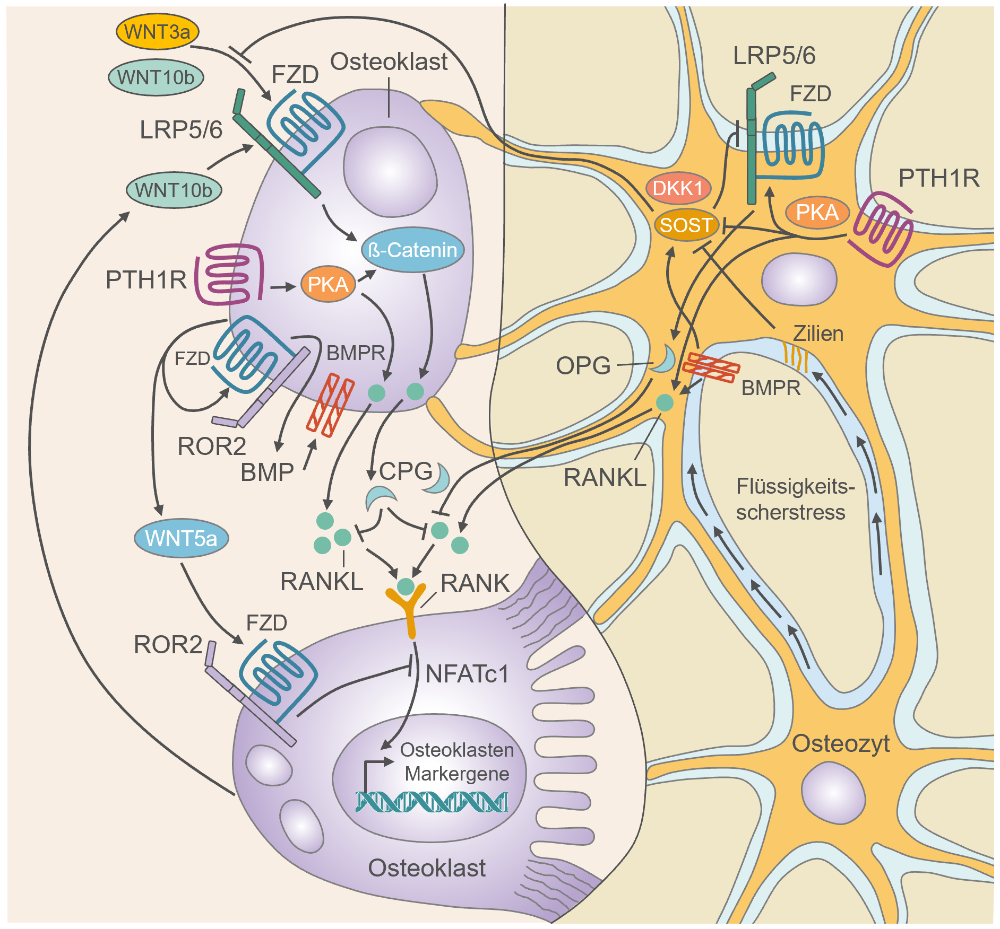 WNT3a
WNT10b
FZD
Osteoklast
LRP5/6
WNT10b
ß-Catenin
PTH1R
PKA
FZD
BMPR
ROR2
BMP
CPG
WNT5a
RANKL
RANK
FZD
ROR2
NFATc1
Osteoklasten
Markergene
Osteoklast
LRP5/6
FZD
PTH1R
DKK1
PKA
SOST
Zilien
OPG
BMPR
RANKL
Flüssigkeits-
scherstress
Osteozyt